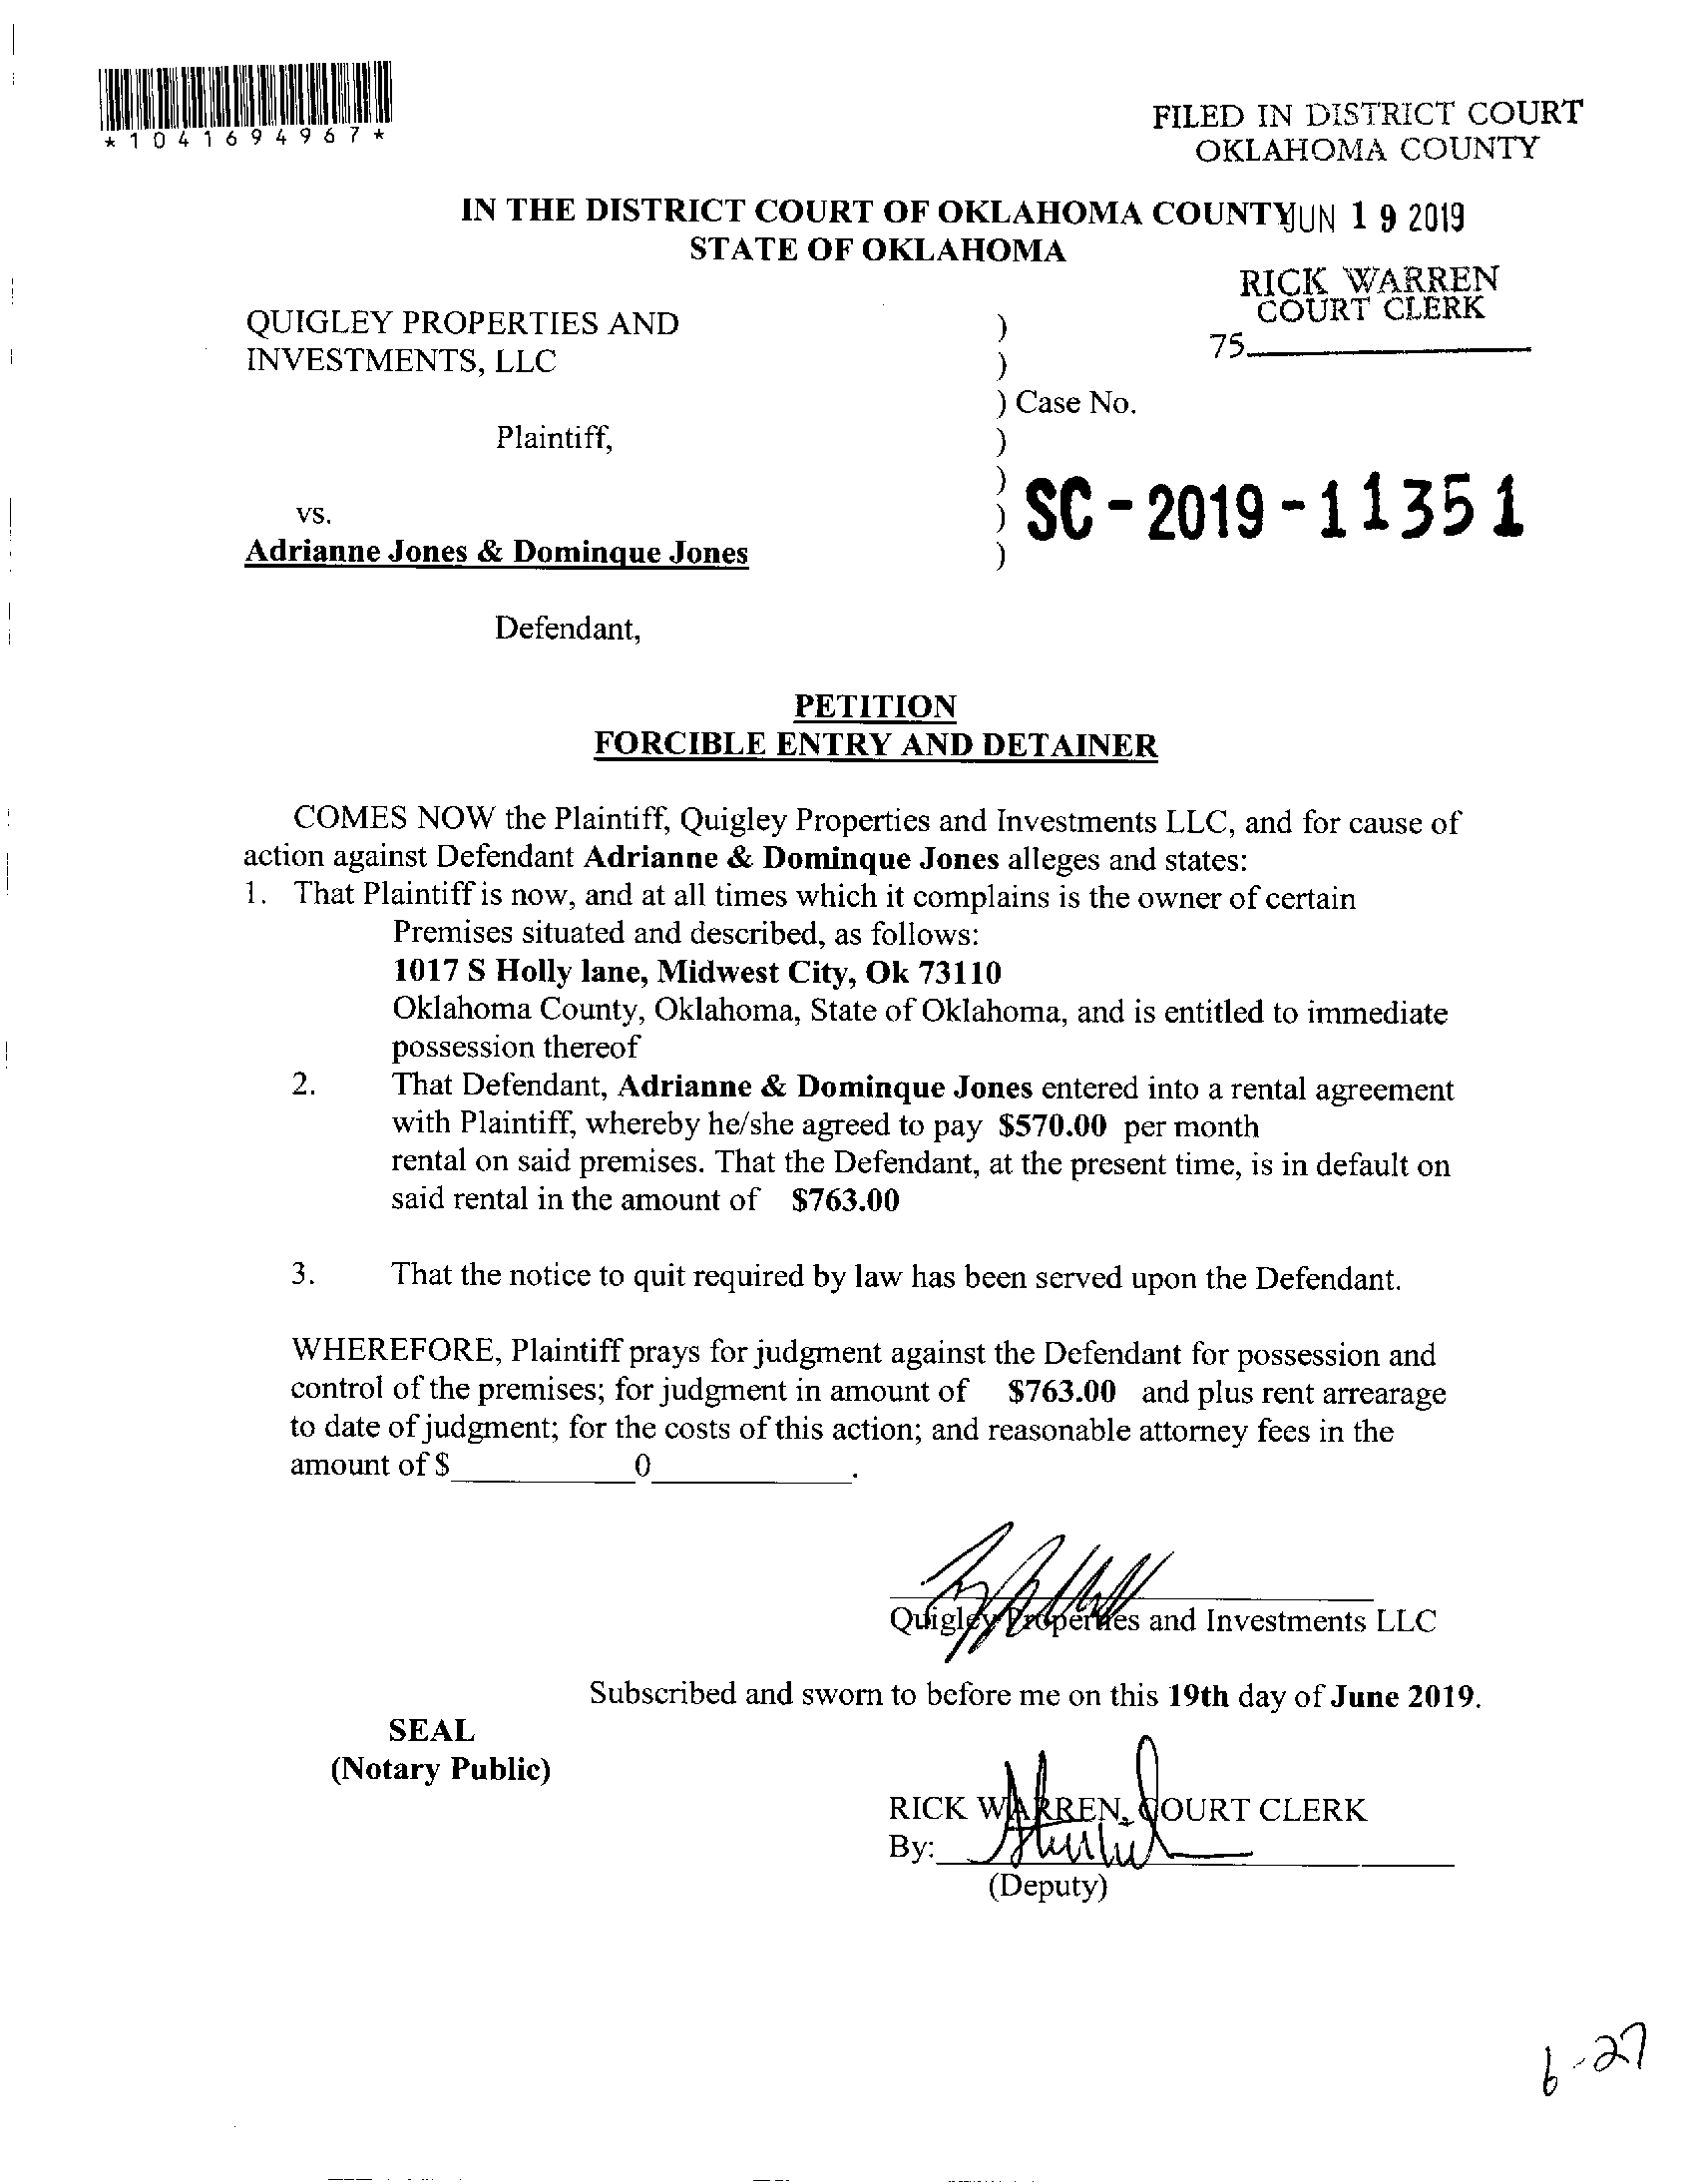 *1041694967*
FILED IN DISTRICT COURT
OKLAHOMA COUNTY
IN THE DISTRICT COURT OF OKLAHOMA COUNTY JUN 19 2019
STATE OF OKLAHOMA
RICK WARREN
COURT CLERK
75
QUIGLEY PROPERTIES AND )
INVESTMENTS, LLC )
) Case No.
Plaintiff, )
)
vs. ) SC-2019-11351
Adrianne Jones & Dominque Jones )
Defendant,
PETITION
FORCIBLE ENTRY AND DETAINER
COMES NOW the Plaintiff, Quigley Properties and Investments LLC, and for cause of
action against Defendant Adrianne & Dominque Jones alleges and states:
1. That Plaintiff is now, and at all times which it complains is the owner of certain
Premises situated and described, as follows:
1017 S Holly lane, Midwest City, Ok 73110
Oklahoma County, Oklahoma, State of Oklahoma, and is entitled to immediate
possession thereof
2. That Defendant, Adrianne & Dominque Jones entered into a rental agreement
with Plaintiff, whereby he/she agreed to pay $570.00 per month
rental on said premises. That the Defendant, at the present time, is in default on
said rental in the amount of $763.00
3. That the notice to quit required by law has been served upon the Defendant.
WHEREFORE, Plaintiff prays for judgment against the Defendant for possession and
control of the premises; for judgment in amount of $763.00 and plus rent arrearage
to date of judgment; for the costs of this action; and reasonable attorney fees in the
amount of $ 0 .
Quigley Properties and Investments LLC
Subscribed and sworn to before me on this 19th day of June 2019.
SEAL
(Notary Public)
RICK WARREN, COURT CLERK
By:
(Deputy)
6-27